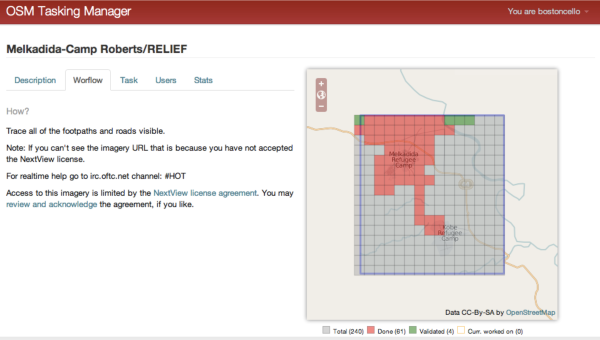 OSM Tasking Manager
You are bostoncello
Melkadida-Camp Roberts/RELIEF
Description Worflow Task Users Stats
How?
Trace all of the footpaths and roads visible.
Note: If you can't see the imagery URL that is because you have not accepted
the NextView license.
For realtime help go to irc.oftc.net channel: #HOT
Access to this imagery is limited by the NextView license agreement. You may
review and acknowledge the agreement, if you like.
+
−
Melkadida
Refugee
Camp
Kobe
Refugee
Camp
Data CC-By-SA by OpenStreetMap
Total (240) Done (61) Validated (4) Curr. worked on (0)